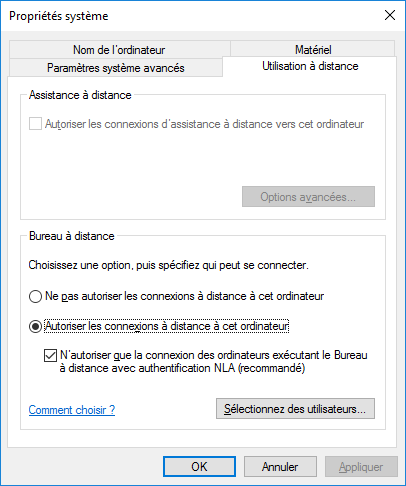 Propriétés système
Nom de l'ordinateur
Matériel
Paramètres système avancés
Utilisation à distance
Assistance à distance
Autoriser les connexions d'assistance à distance vers cet ordinateur
Options avancées...
Bureau à distance
Choisissez une option, puis spécifiez qui peut se connecter.
Ne pas autoriser les connexions à distance à cet ordinateur
Autoriser les connexions à distance à cet ordinateur
N'autoriser que la connexion des ordinateurs exécutant le Bureau
à distance avec authentification NLA (recommandé)
Comment choisir ?
Sélectionnez des utilisateurs...
OK
Annuler
Appliquer